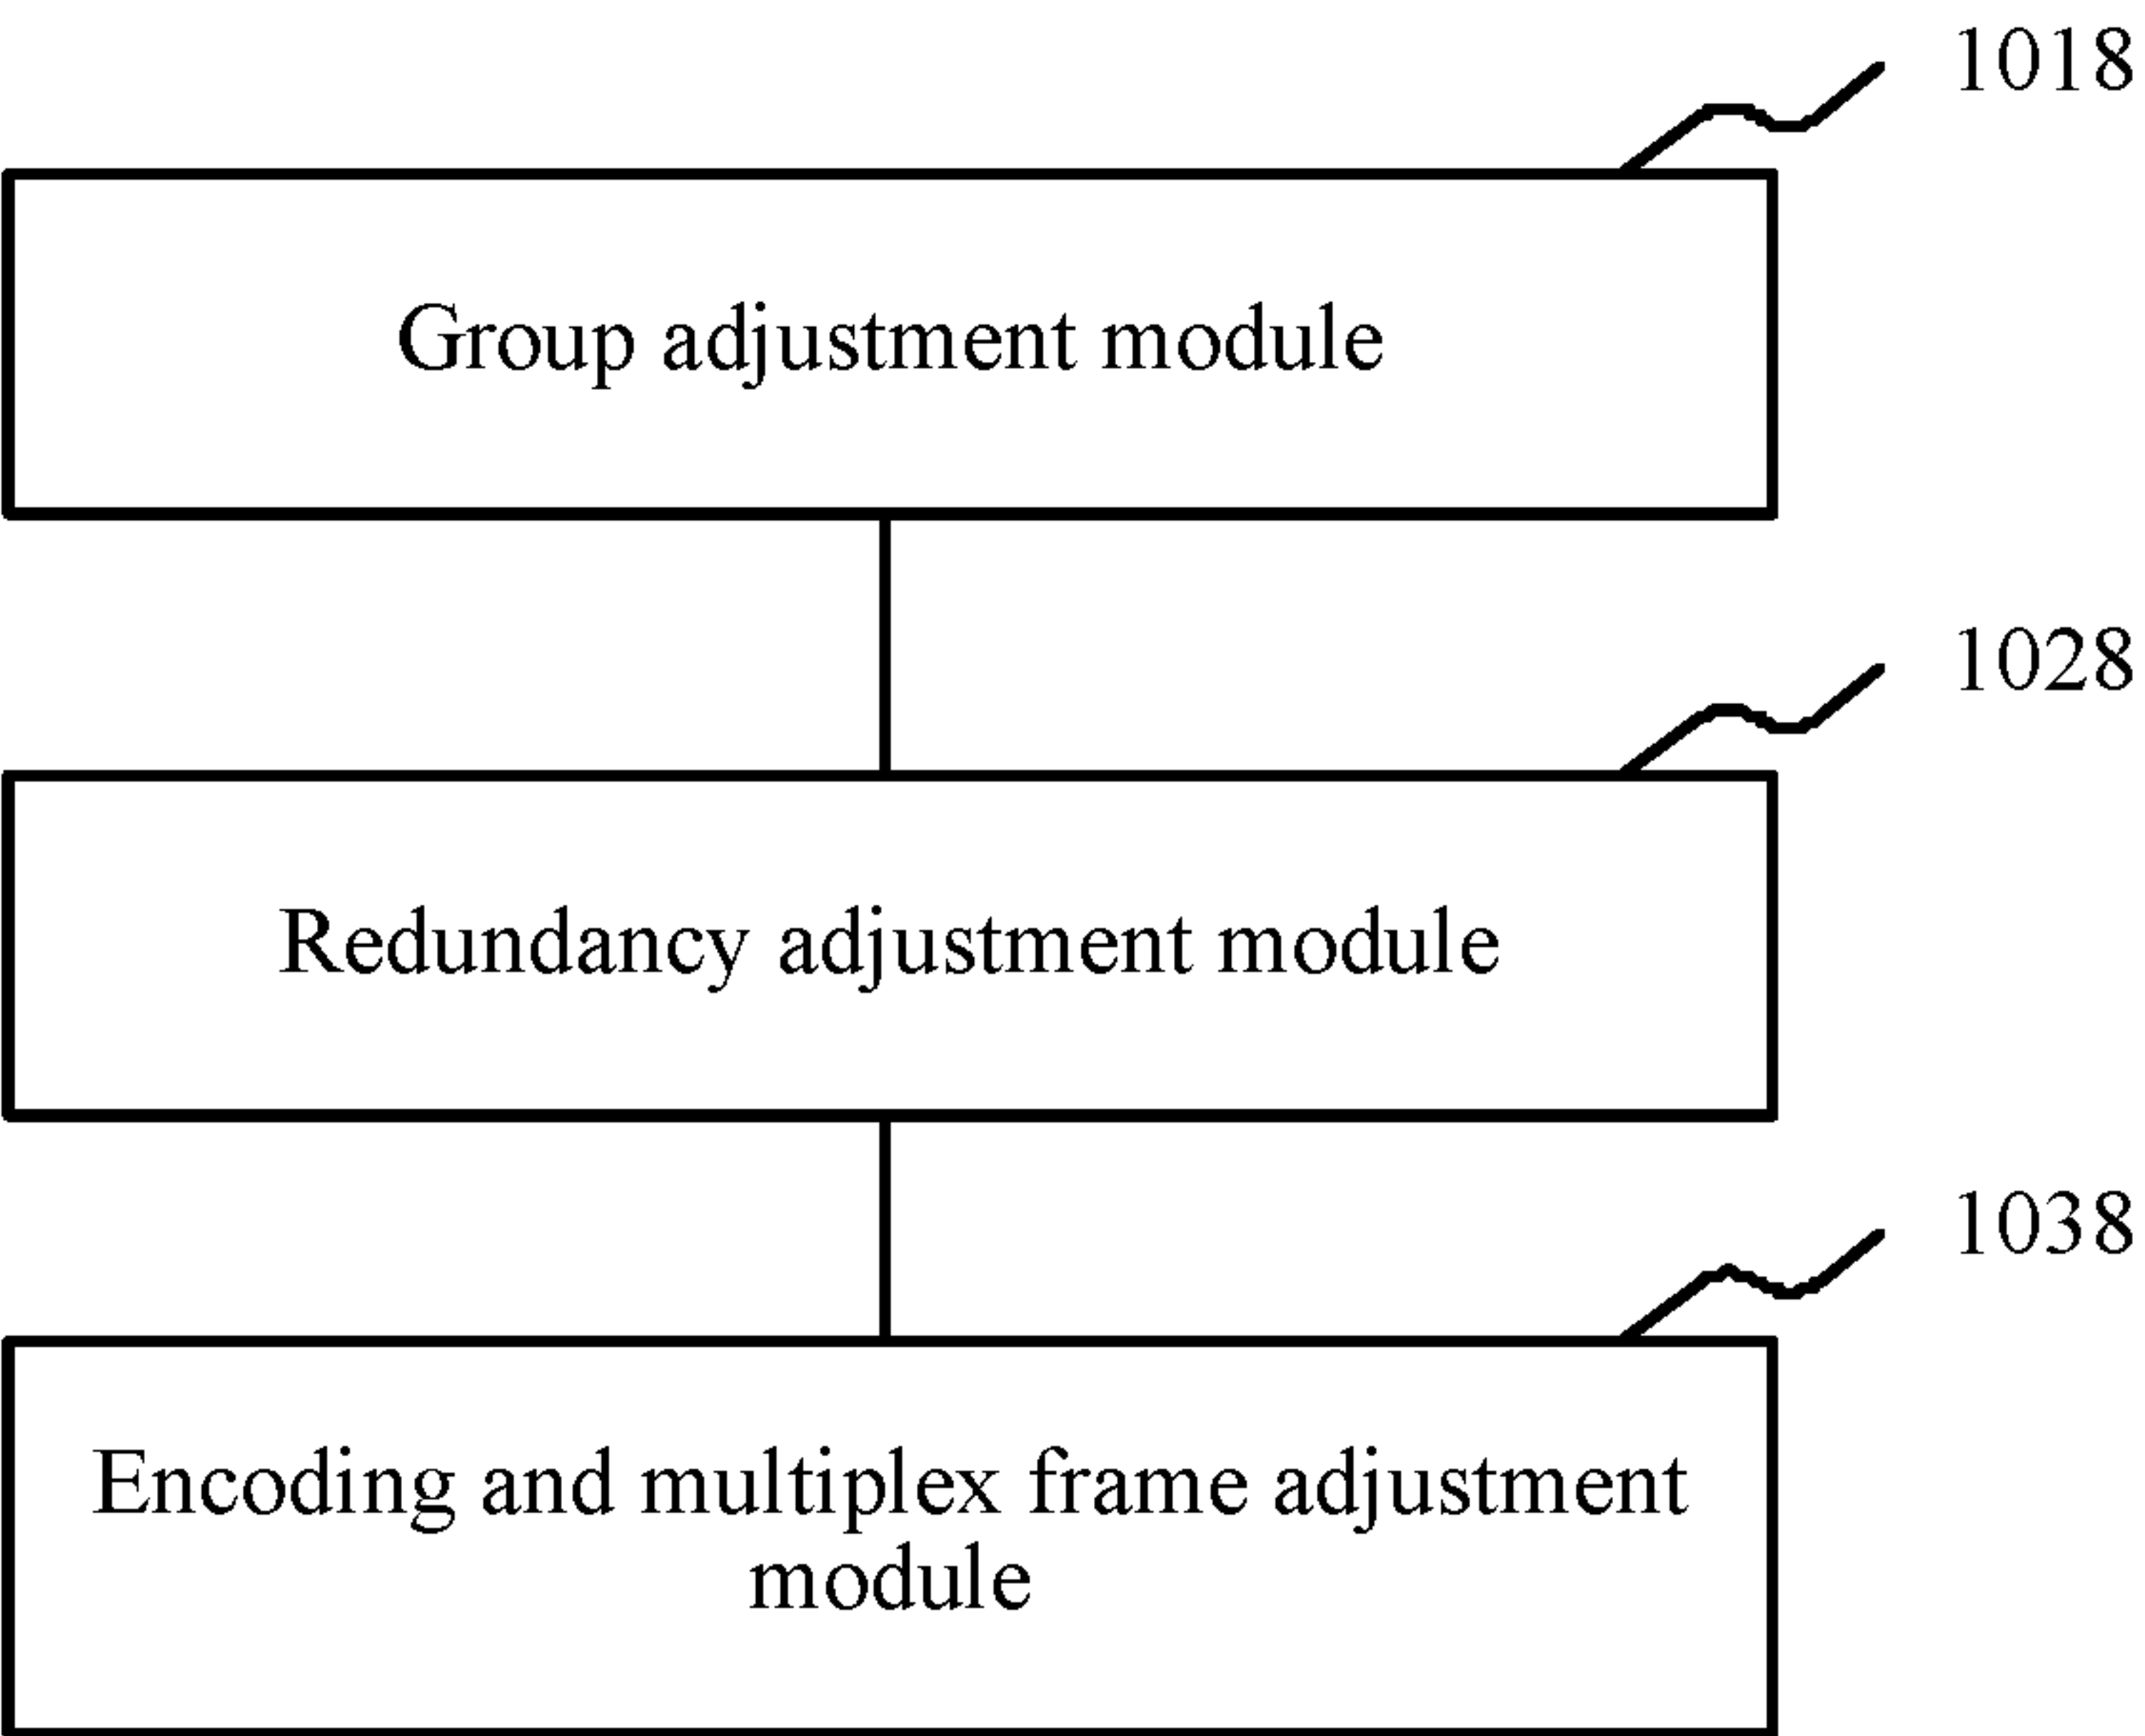 1018
Group adjustment module
1028
Redundancy adjustment module
1038
Encoding and multiplex frame adjustment
module